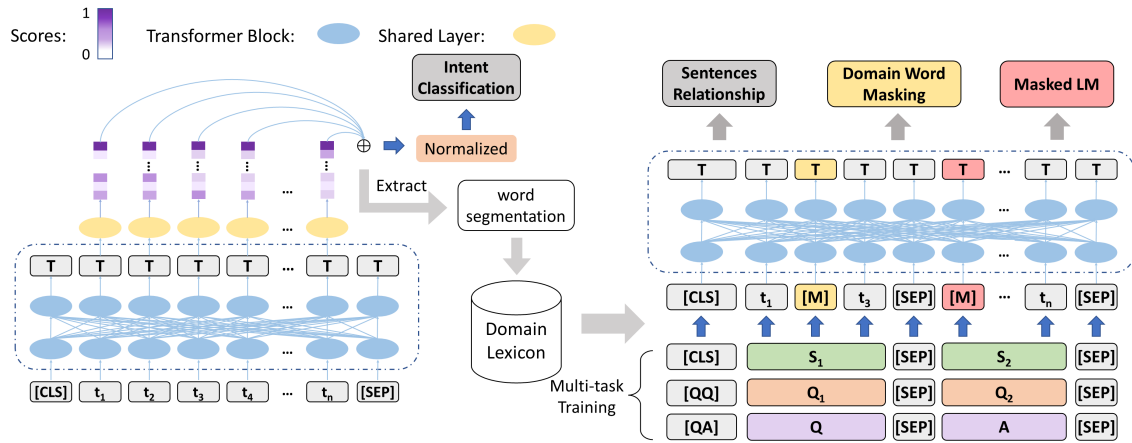 Scores:
1
0
Transformer Block:
Shared Layer:
Intent
Classification
Normalized
Extract
word
segmentation
Domain
Lexicon
...
...
...
...
...
...
...
...
T T T T T ... T T
...
...
[CLS] t1 t2 t3 t4 ... tn [SEP]
Sentences
Relationship
Domain Word
Masking
Masked LM
T T T T T T ... T T
...
...
[CLS] t1 [M] t3 [SEP] [M] ... tn [SEP]
Multi-task
Training
[CLS] S1 [SEP] S2 [SEP]
[QQ] Q1 [SEP] Q2 [SEP]
[QA] Q [SEP] A [SEP]